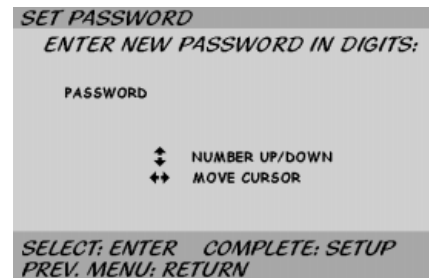 SET PASSWORD
ENTER NEW PASSWORD IN DIGITS:
PASSWORD
NUMBER UP/DOWN
MOVE CURSOR
SELECT: ENTER COMPLETE: SETUP
PREV. MENU: RETURN